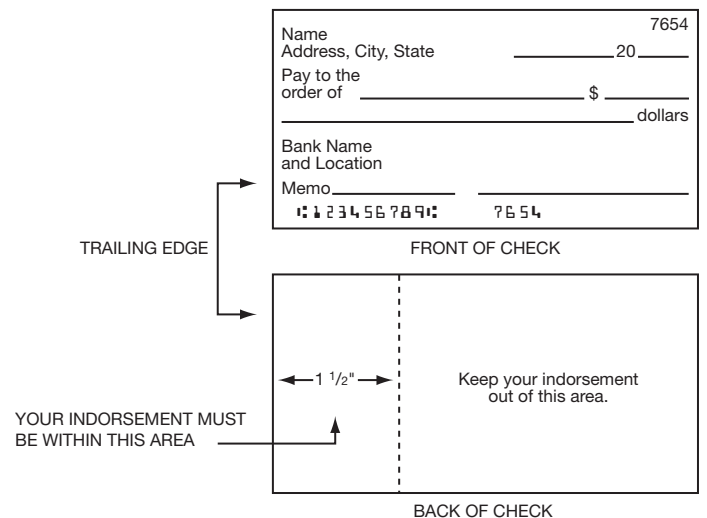 7654
Name
Address, City, State 20
Pay to the
order of $
dollars
Bank Name
and Location
Memo
⑆123456789⑆ 7654
TRAILING EDGE
FRONT OF CHECK
1 1/2"
Keep your indorsement
out of this area.
YOUR INDORSEMENT MUST
BE WITHIN THIS AREA
BACK OF CHECK